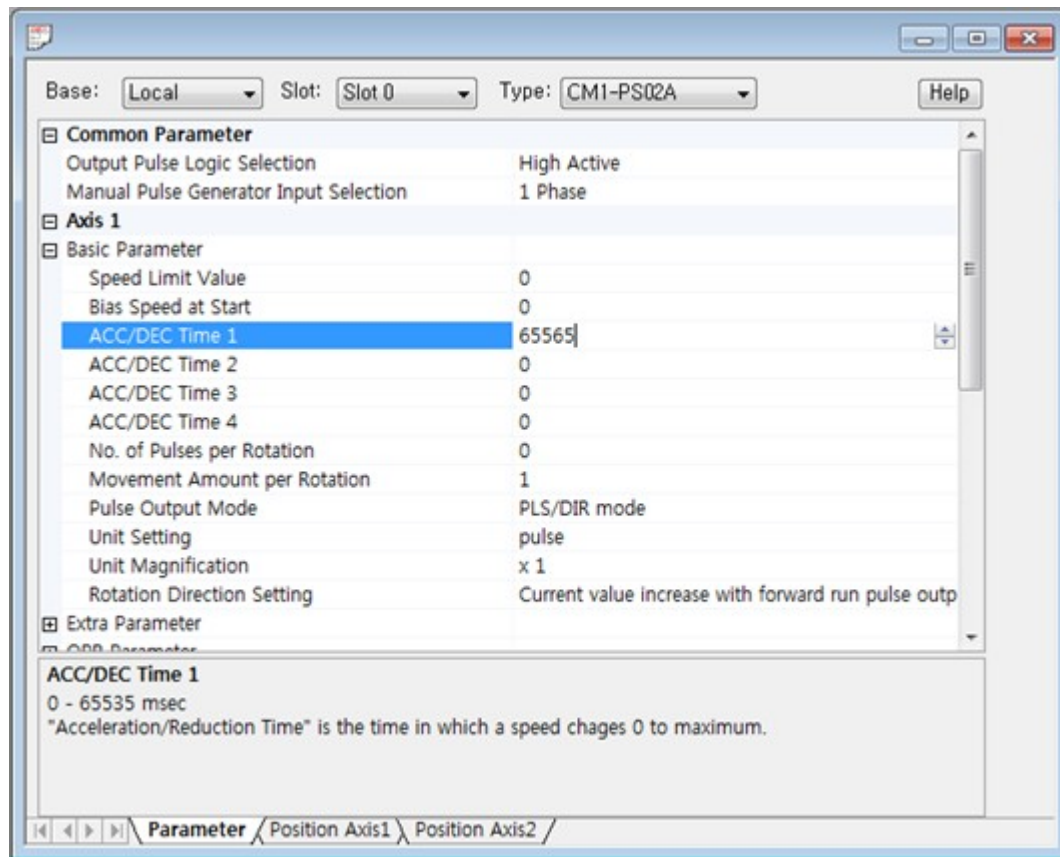 Base: Local Slot: Slot 0 Type: CM1-PS02A Help
Common Parameter
Output Pulse Logic Selection High Active
Manual Pulse Generator Input Selection 1 Phase
Axis 1
Basic Parameter
Speed Limit Value 0
Bias Speed at Start 0
ACC/DEC Time 1 65565
ACC/DEC Time 2 0
ACC/DEC Time 3 0
ACC/DEC Time 4 0
No. of Pulses per Rotation 0
Movement Amount per Rotation 1
Pulse Output Mode PLS/DIR mode
Unit Setting pulse
Unit Magnification x 1
Rotation Direction Setting Current value increase with forward run pulse outp
Extra Parameter
OPR Parameter
ACC/DEC Time 1
0 - 65535 msec
"Acceleration/Reduction Time" is the time in which a speed chages 0 to maximum.
Parameter Position Axis1 Position Axis2